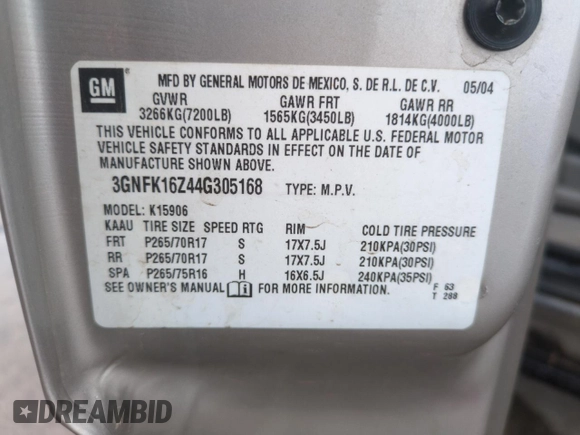 GM
MFD BY GENERAL MOTORS DE MEXICO, S. DE R.L. DE C.V. 05/04
GVWR GAWR FRT GAWR RR
3266KG(7200LB) 1565KG(3450LB) 1814KG(4000LB)
THIS VEHICLE CONFORMS TO ALL APPLICABLE U.S. FEDERAL MOTOR
VEHICLE SAFETY STANDARDS IN EFFECT ON THE DATE OF
MANUFACTURE SHOWN ABOVE.
3GNFK16Z44G305168 TYPE: M.P.V.
MODEL: K15906
KAAU TIRE SIZE SPEED RTG RIM COLD TIRE PRESSURE
FRT P265/70R17 S 17X7.5J 210KPA(30PSI)
RR P265/70R17 S 17X7.5J 210KPA(30PSI)
SPA P265/75R16 H 16X6.5J 240KPA(35PSI)
SEE OWNER'S MANUAL FOR MORE INFORMATION. F 63
T 288
DREAMBID